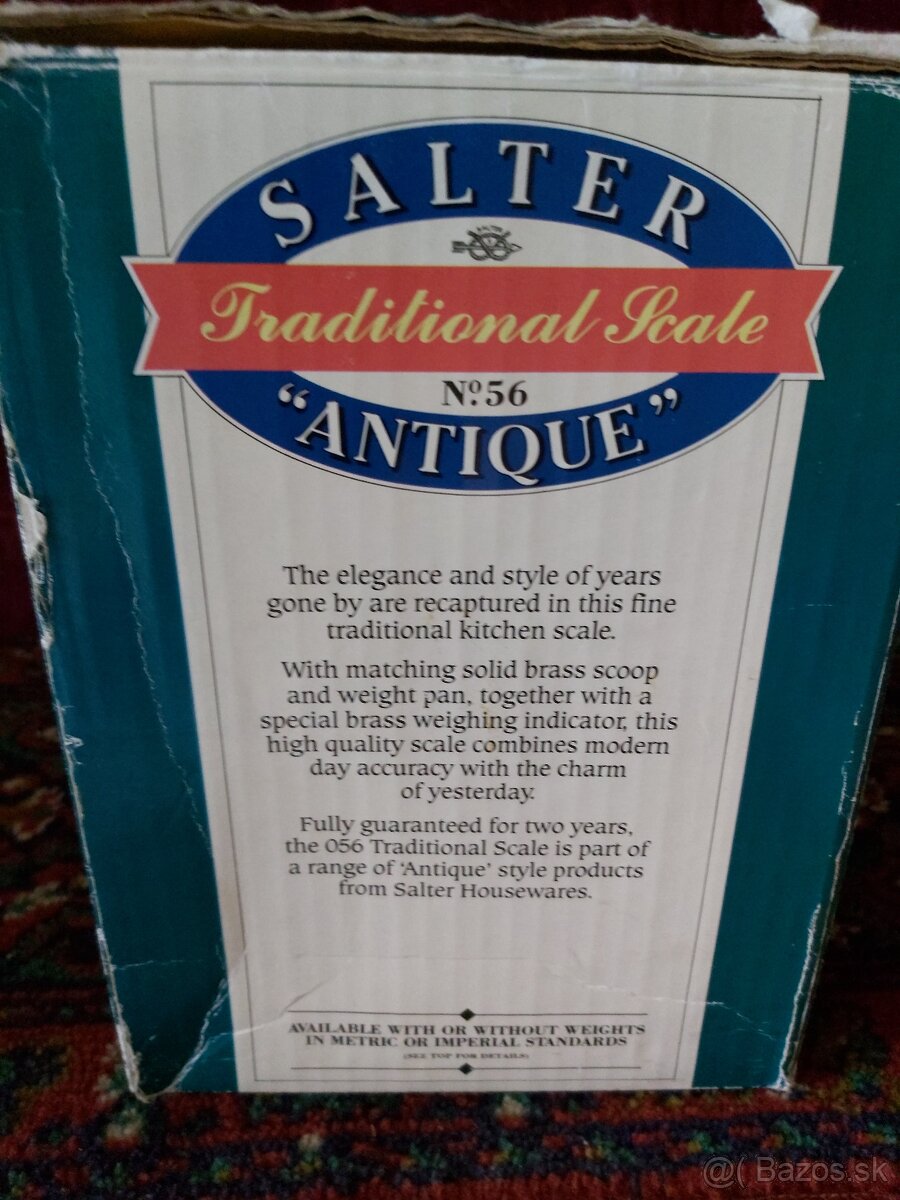 SALTER
SALTER
Traditional Scale
Nº56
"ANTIQUE"
The elegance and style of years
gone by are recaptured in this fine
traditional kitchen scale.
With matching solid brass scoop
and weight pan, together with a
special brass weighing indicator, this
high quality scale combines modern
day accuracy with the charm
of yesterday.
Fully guaranteed for two years,
the 056 Traditional Scale is part of
a range of 'Antique' style products
from Salter Housewares.
AVAILABLE WITH OR WITHOUT WEIGHTS
IN METRIC OR IMPERIAL STANDARDS
(SEE TOP FOR DETAILS)
@( Bazos.sk